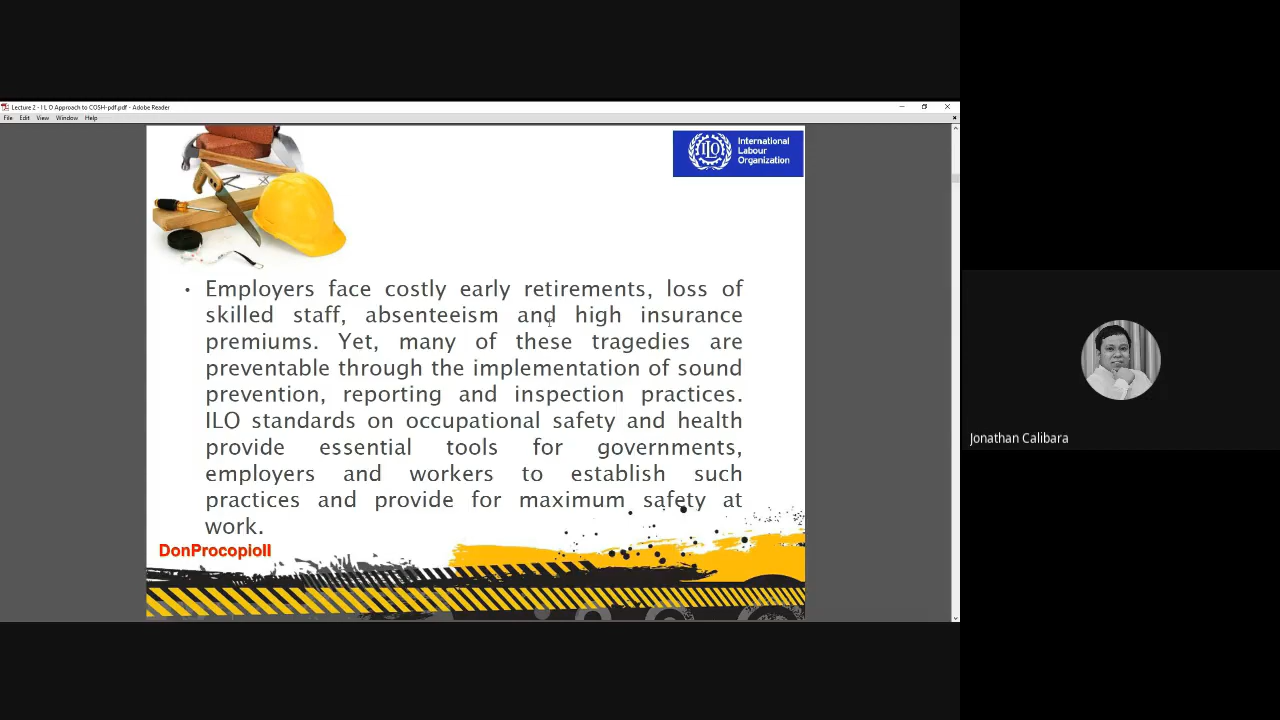 Lecture 2 - I L O Approach to COSH-pdf.pdf - Adobe Reader
File Edit View Window Help
International
Labour
Organization
ILO
• Employers face costly early retirements, loss of
skilled staff, absenteeism and high insurance
premiums. Yet, many of these tragedies are
preventable through the implementation of sound
prevention, reporting and inspection practices.
ILO standards on occupational safety and health
provide essential tools for governments,
employers and workers to establish such
practices and provide for maximum safety at
work.
DonProcopioII
Jonathan Calibara